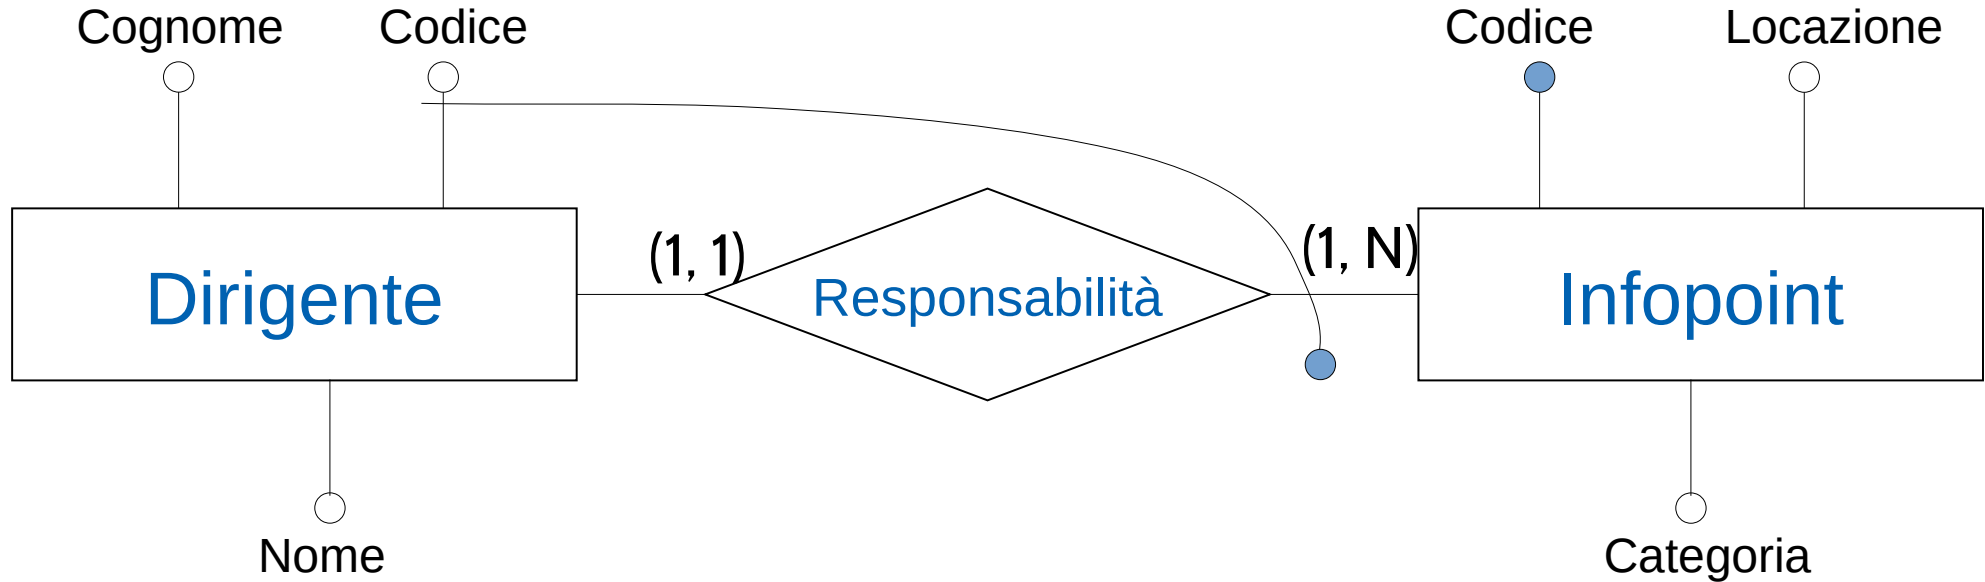 Cognome
Codice
Codice
Locazione
(1, 1)
(1, N)
Dirigente
Responsabilità
Infopoint
Nome
Categoria